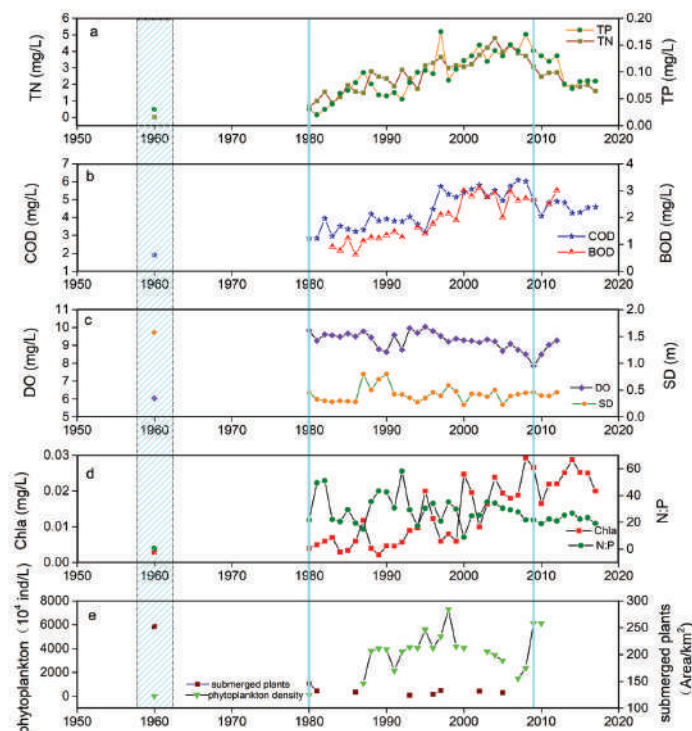 a
TN (mg/L)
6
5
4
3
2
1
0
TP
TN
0.20
0.15
0.10
0.05
0.00
TP (mg/L)
1950 1960 1970 1980 1990 2000 2010 2020
b
COD (mg/L)
7
6
5
4
3
2
1
COD
BOD
4
3
2
1
0
BOD (mg/L)
1950 1960 1970 1980 1990 2000 2010 2020
c
DO (mg/L)
11
10
9
8
7
6
5
DO
SD
2.0
1.5
1.0
0.5
0.0
SD (m)
1950 1960 1970 1980 1990 2000 2010 2020
d
Chla (mg/L)
0.03
0.02
0.01
0.00
Chla
N:P
60
40
20
0
N:P
1950 1960 1970 1980 1990 2000 2010 2020
e
phytoplankton (10⁴ ind/L)
8000
6000
4000
2000
0
submerged plants
phytoplankton density
300
250
200
150
100
submerged plants
(Area/km²)
1950 1960 1970 1980 1990 2000 2010 2020